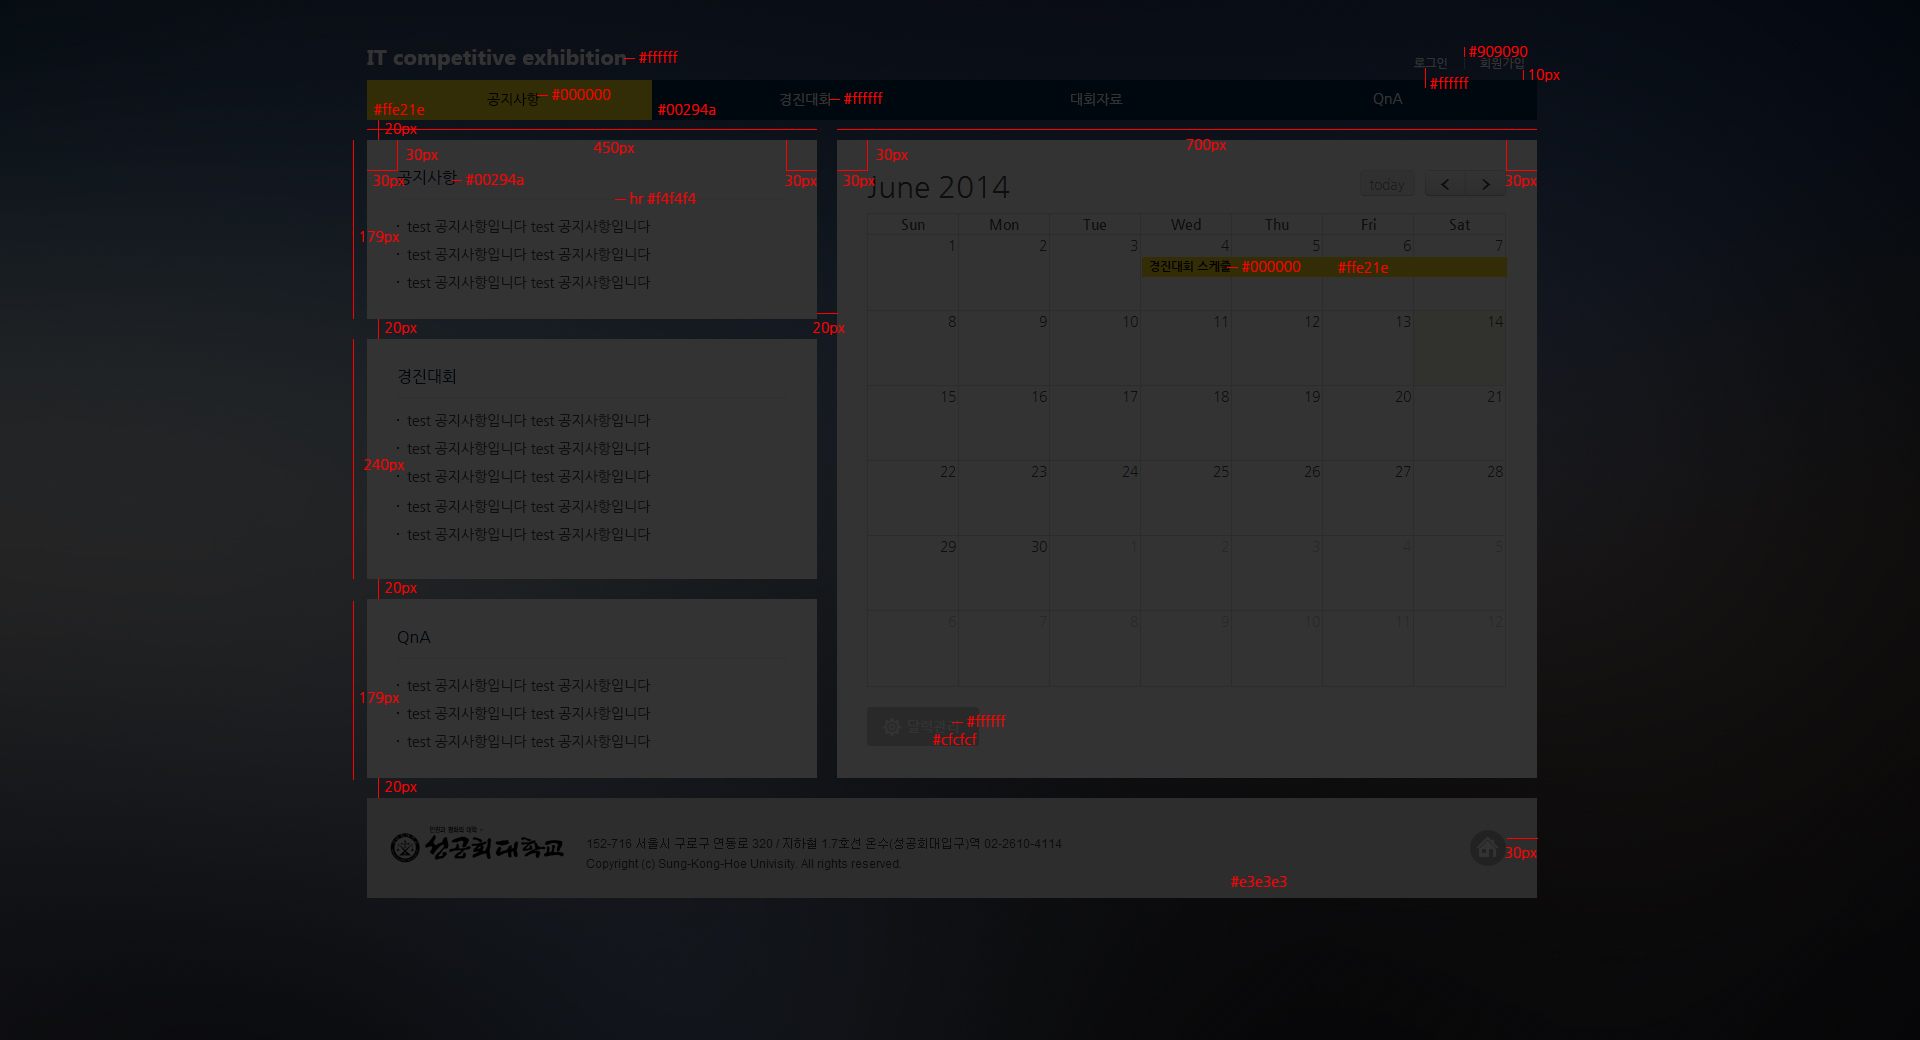 IT competitive exhibition
#ffffff
#909090
로그인
회원가입
10px
#ffffff
공지사항
#000000
#ffe21e
경진대회
#ffffff
#00294a
대회자료
QnA
20px
450px
700px
30px
30px
30px
30px
30px
30px
공지사항
#00294a
hr #f4f4f4
179px
test 공지사항입니다 test 공지사항입니다
test 공지사항입니다 test 공지사항입니다
test 공지사항입니다 test 공지사항입니다
20px
20px
경진대회
240px
test 공지사항입니다 test 공지사항입니다
test 공지사항입니다 test 공지사항입니다
test 공지사항입니다 test 공지사항입니다
test 공지사항입니다 test 공지사항입니다
test 공지사항입니다 test 공지사항입니다
20px
QnA
179px
test 공지사항입니다 test 공지사항입니다
test 공지사항입니다 test 공지사항입니다
test 공지사항입니다 test 공지사항입니다
20px
June 2014
today
Sun Mon Tue Wed Thu Fri Sat
1 2 3 4 5 6 7
경진대회 스케줄
#000000
#ffe21e
8 9 10 11 12 13 14
15 16 17 18 19 20 21
22 23 24 25 26 27 28
29 30 1 2 3 4 5
6 7 8 9 10 11 12
달력관리
#ffffff
#cfcfcf
성공회대학교
152-716 서울시 구로구 연동로 320 / 지하철 1.7호선 온수(성공회대입구)역 02-2610-4114
Copyright (c) Sung-Kong-Hoe Univisity. All rights reserved.
30px
#e3e3e3